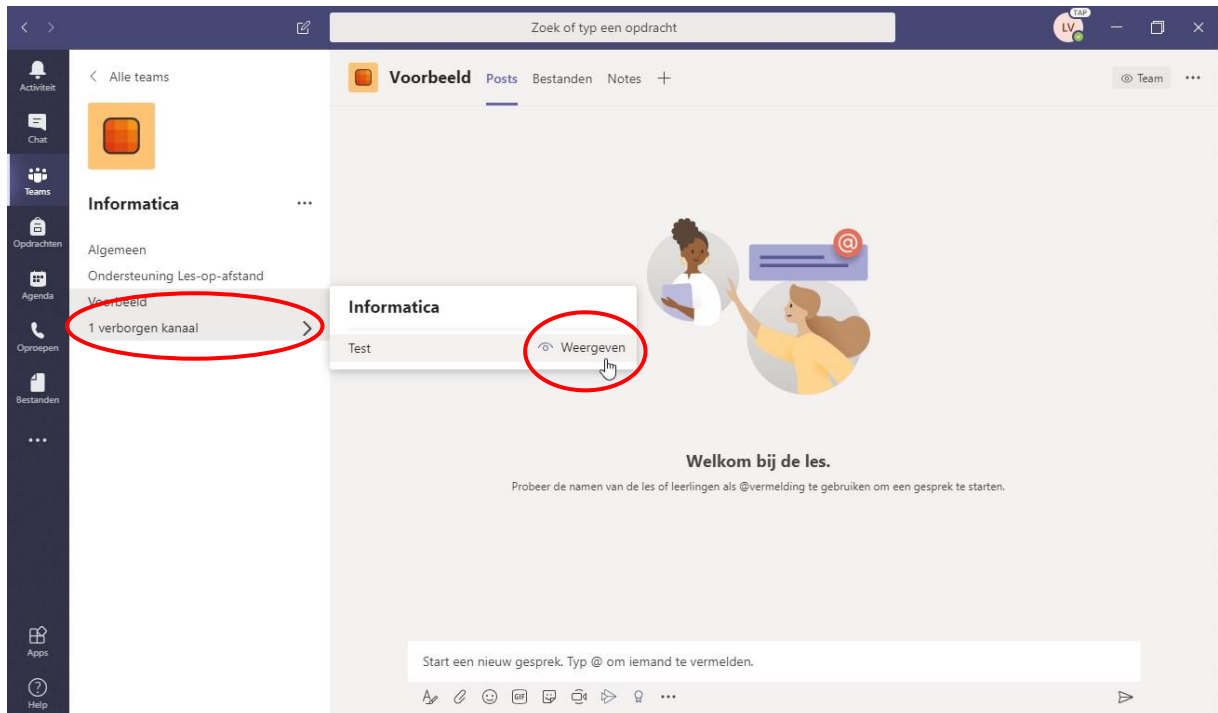 Zoek of typ een opdracht
TAP
LV
Activiteit
Chat
Teams
Opdrachten
Agenda
Oproepen
Bestanden
Apps
Help
Alle teams
Informatica
Algemeen
Ondersteuning Les-op-afstand
Voorbeeld
1 verborgen kanaal
Informatica
Test Weergeven
Voorbeeld Posts Bestanden Notes
Team
@
Welkom bij de les.
Probeer de namen van de les of leerlingen als @vermelding te gebruiken om een gesprek te starten.
Start een nieuw gesprek. Typ @ om iemand te vermelden.
GIF